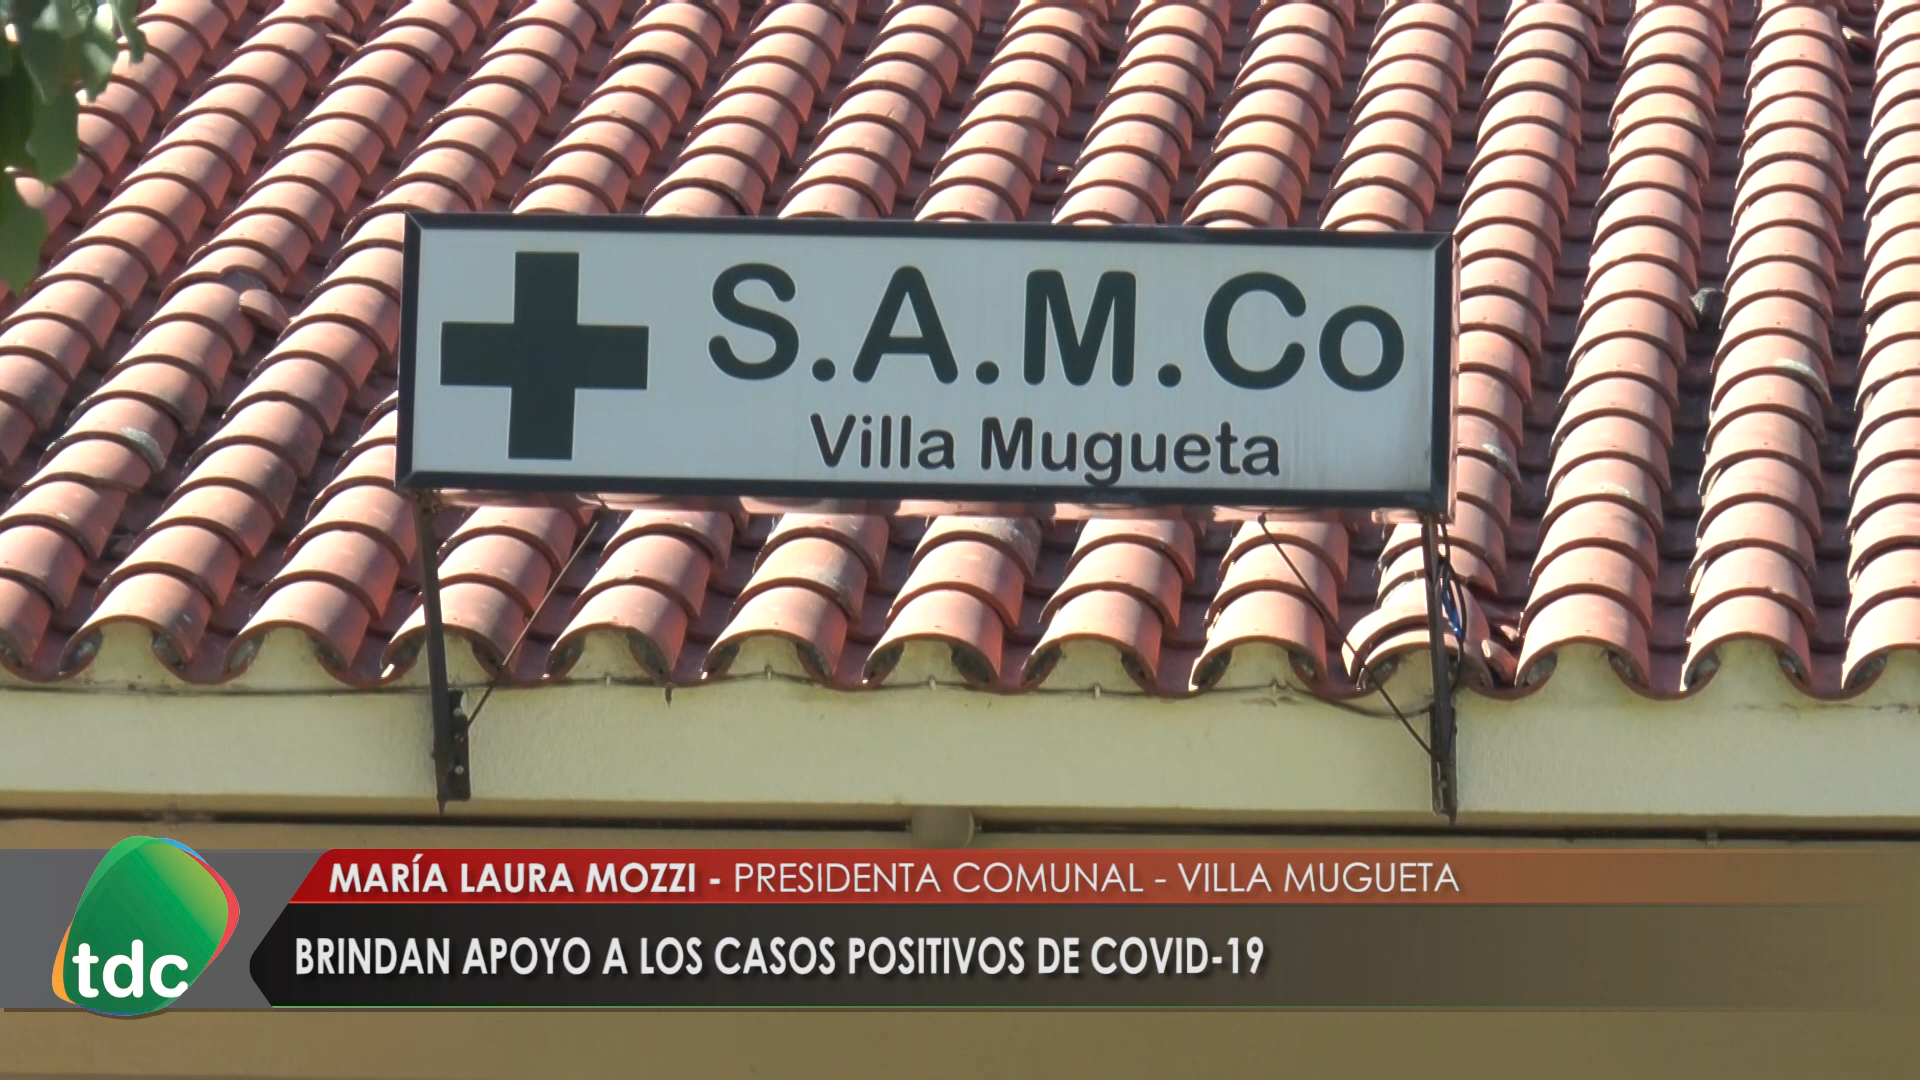 S.A.M.Co
Villa Mugueta
MARÍA LAURA MOZZI - PRESIDENTA COMUNAL - VILLA MUGUETA
BRINDAN APOYO A LOS CASOS POSITIVOS DE COVID-19
tdc